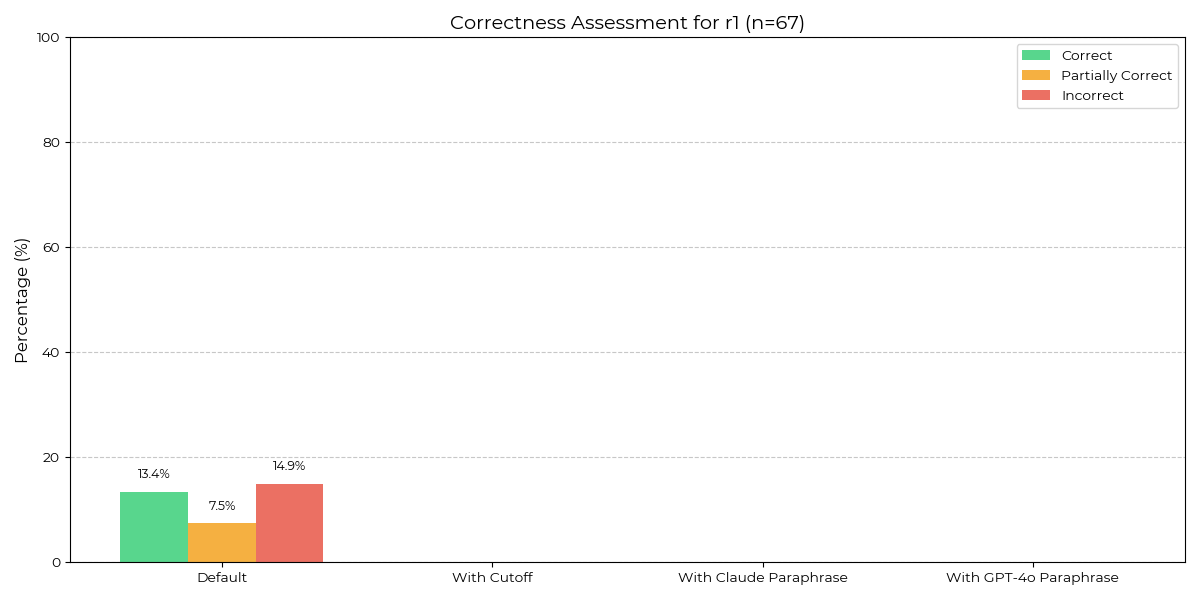 Correctness Assessment for r1 (n=67)
100
80
60
40
20
0
Percentage (%)
Correct
Partially Correct
Incorrect
13.4%
7.5%
14.9%
Default
With Cutoff
With Claude Paraphrase
With GPT-4o Paraphrase